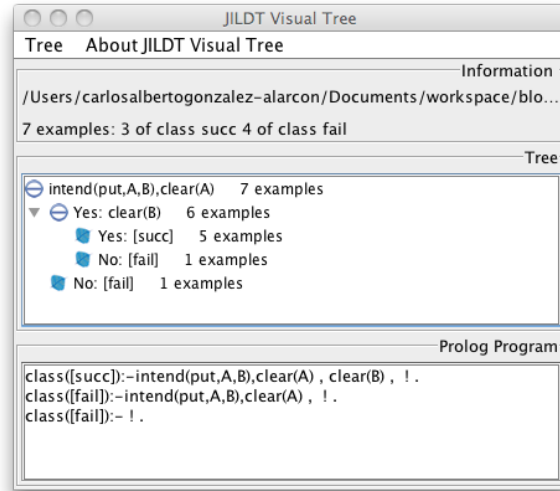 JILDT Visual Tree
Tree About JILDT Visual Tree
Information
/Users/carlosalbertogonzalez-alarcon/Documents/workspace/blo...
7 examples: 3 of class succ 4 of class fail
Tree
intend(put,A,B),clear(A) 7 examples
Yes: clear(B) 6 examples
Yes: [succ] 5 examples
No: [fail] 1 examples
No: [fail] 1 examples
Prolog Program
class([succ]):-intend(put,A,B),clear(A) , clear(B) , ! .
class([fail]):-intend(put,A,B),clear(A) , ! .
class([fail]):- ! .